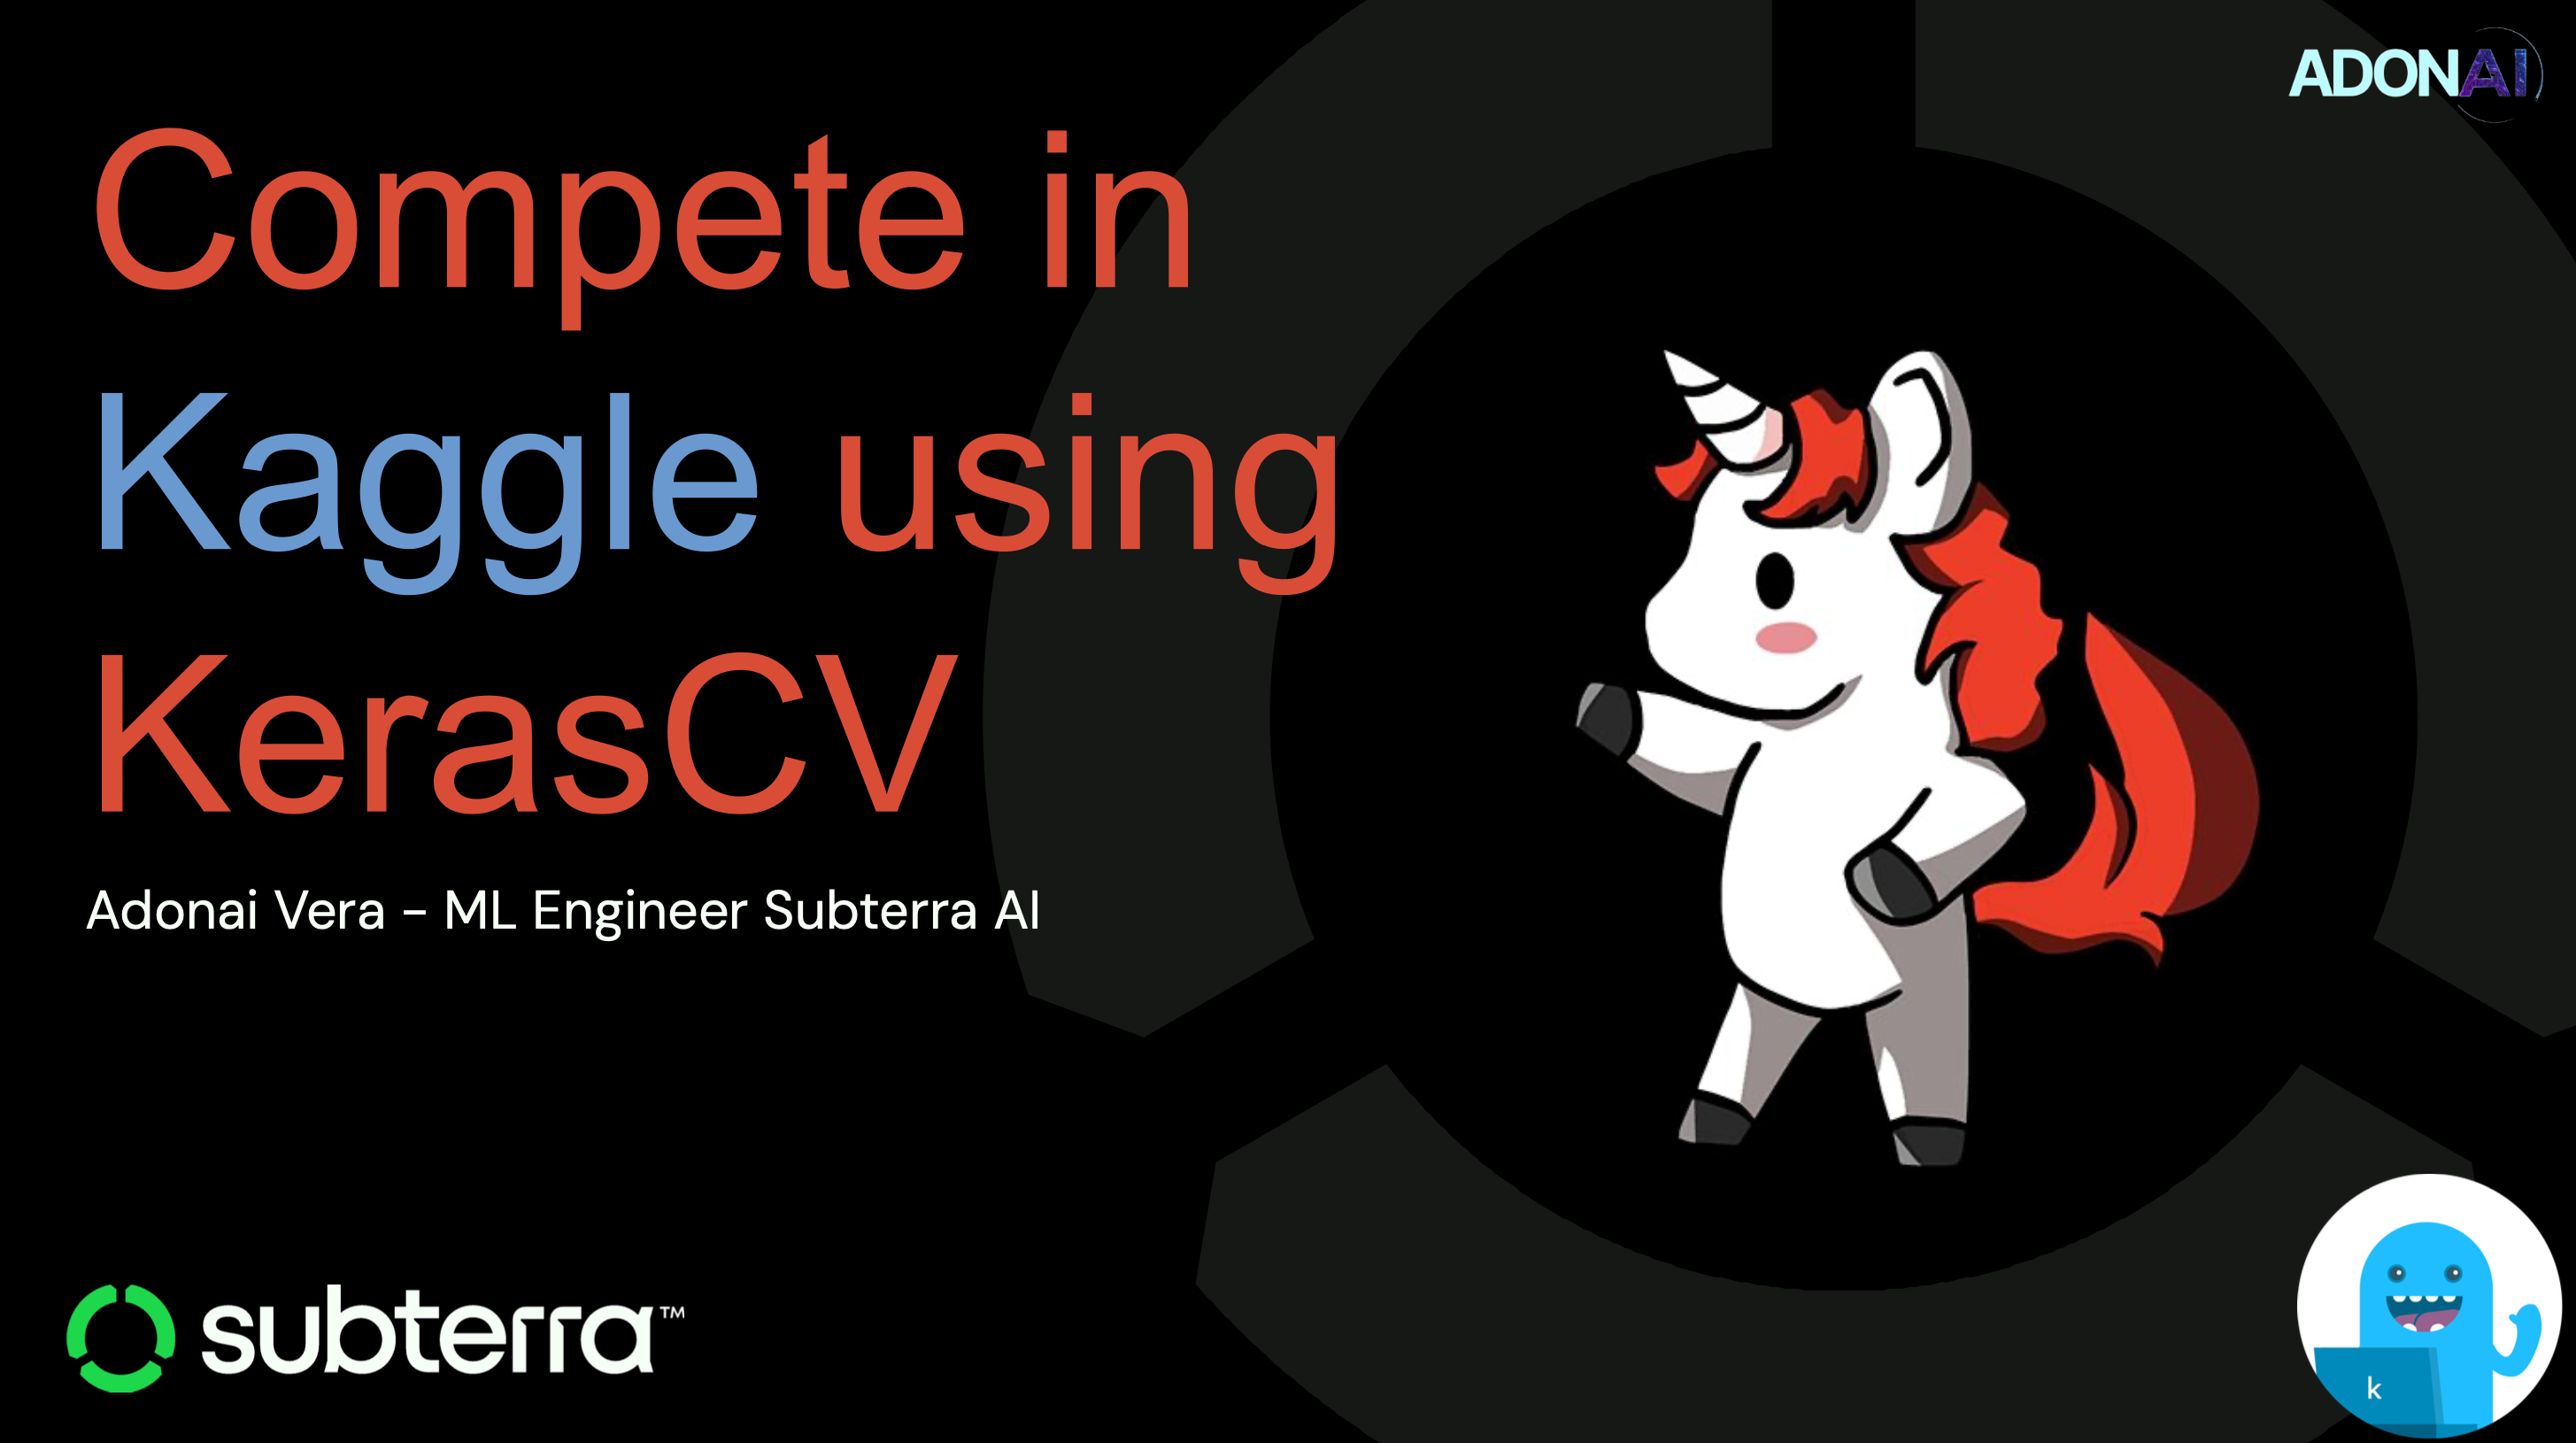 ADONAI
Compete in
Kaggle using
KerasCV
Adonai Vera - ML Engineer Subterra AI
subterra™
k